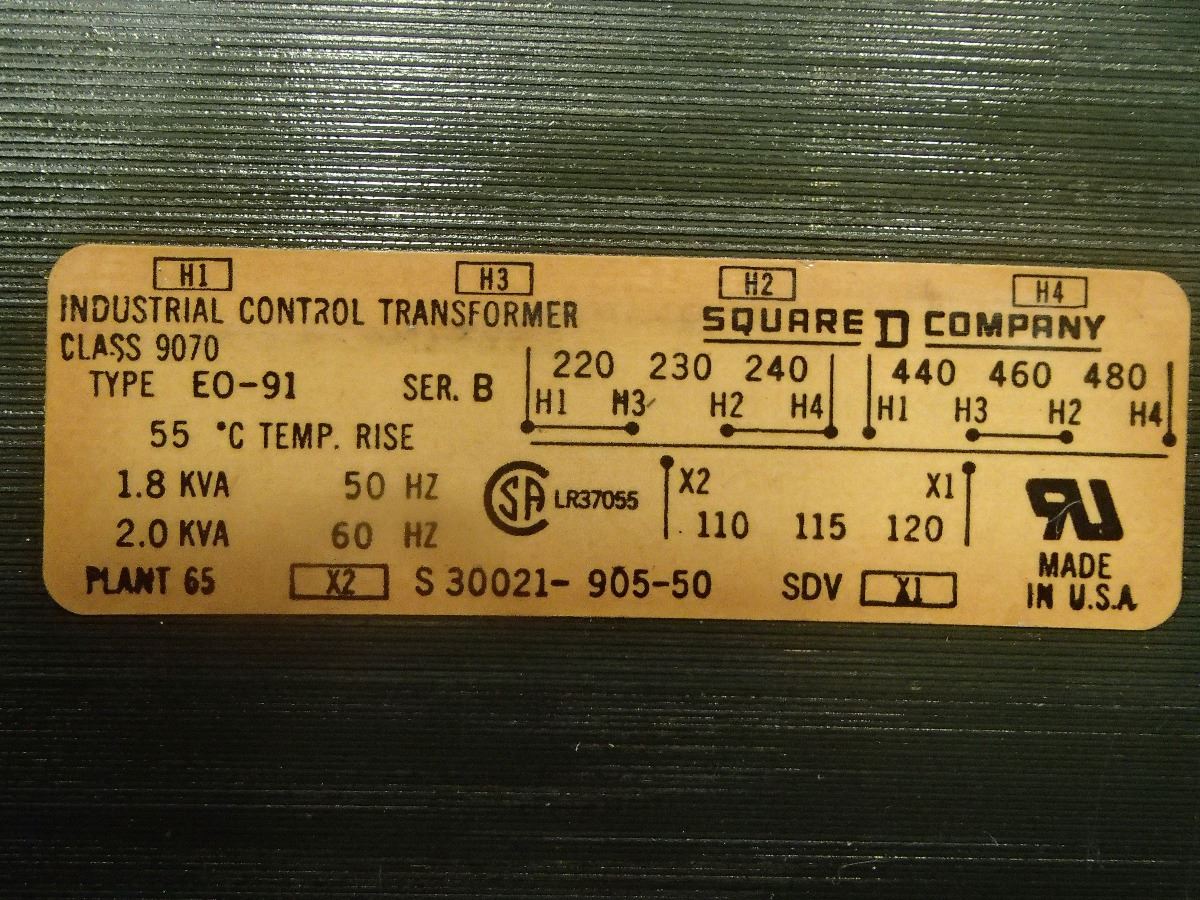 H1 H3 H2 H4
INDUSTRIAL CONTROL TRANSFORMER
SQUARE D COMPANY
CLASS 9070
TYPE EO-91 SER. B
220 230 240
H1 H3 H2 H4
440 460 480
H1 H3 H2 H4
55 °C TEMP. RISE
1.8 KVA 50 HZ
2.0 KVA 60 HZ
SA LR37055
X2 X1
110 115 120
MADE
IN U.S.A
PLANT 65 X2 S 30021-905-50 SDV X1